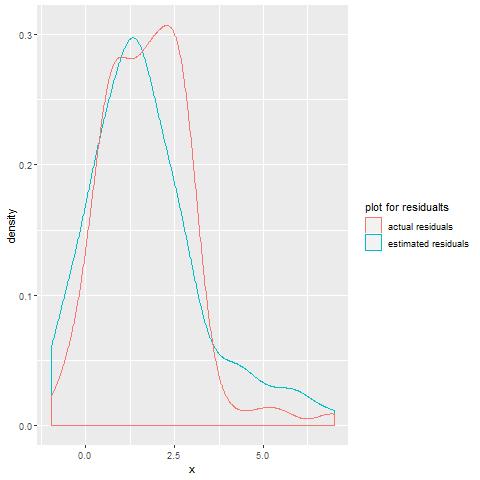 0.3
0.2
0.1
0.0
density
0.0 2.5 5.0
x
plot for residualts
actual residuals
estimated residuals